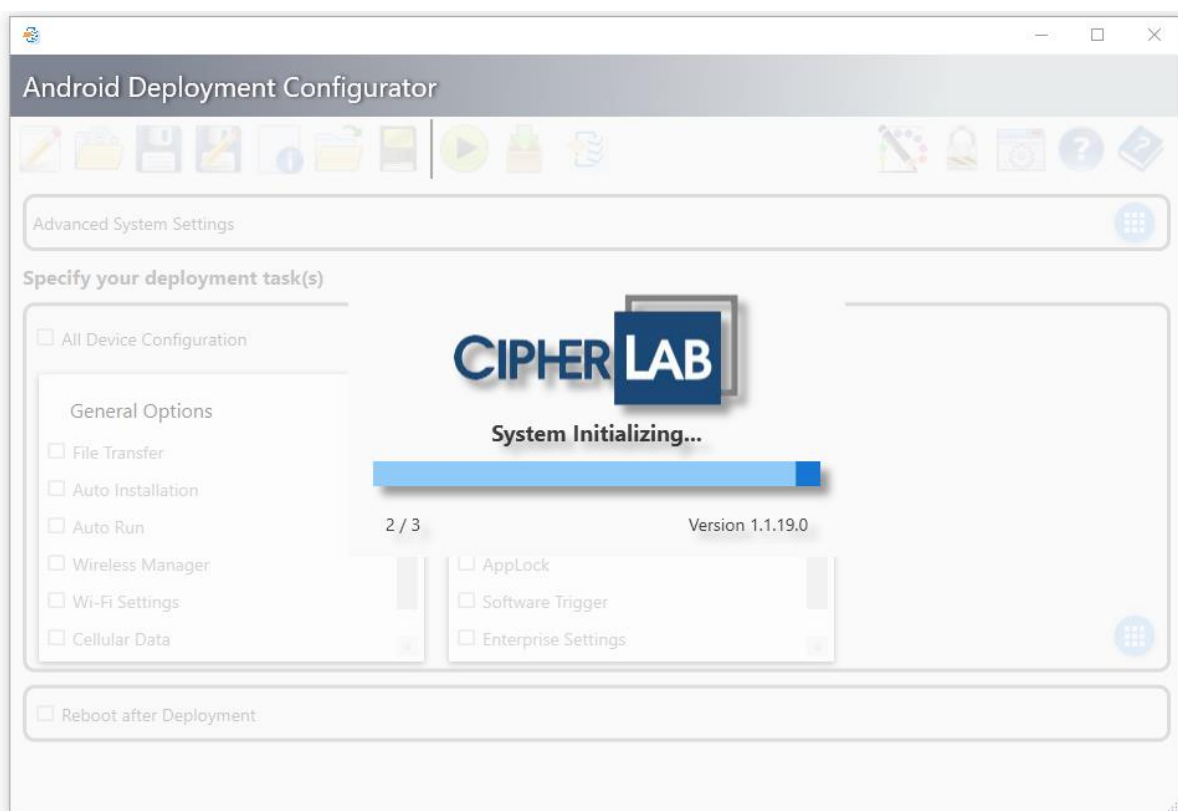 Android Deployment Configurator
Advanced System Settings
Specify your deployment task(s)
All Device Configuration
CIPHERLAB
General Options
System Initializing...
File Transfer
Auto Installation
Auto Run
2 / 3 Version 1.1.19.0
Wireless Manager AppLock
Wi-Fi Settings Software Trigger
Cellular Data Enterprise Settings
Reboot after Deployment